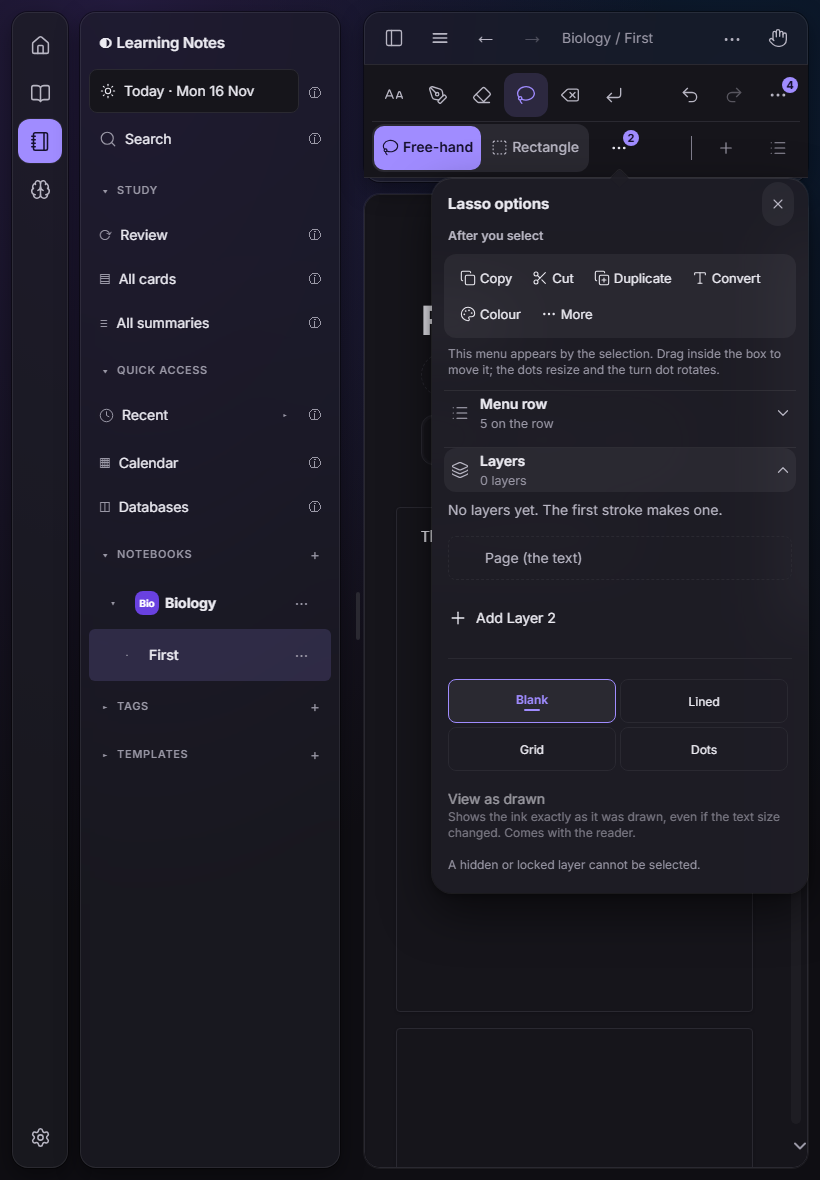 Learning Notes
Today · Mon 16 Nov
Search
STUDY
Review
All cards
All summaries
QUICK ACCESS
Recent
Calendar
Databases
NOTEBOOKS
Bio Biology
First
TAGS
TEMPLATES
Biology / First
AA
4
Free-hand Rectangle
2
Lasso options
After you select
Copy Cut Duplicate Convert
Colour More
This menu appears by the selection. Drag inside the box to
move it; the dots resize and the turn dot rotates.
Menu row
5 on the row
Layers
0 layers
No layers yet. The first stroke makes one.
Page (the text)
Add Layer 2
Blank Lined
Grid Dots
View as drawn
Shows the ink exactly as it was drawn, even if the text size
changed. Comes with the reader.
A hidden or locked layer cannot be selected.